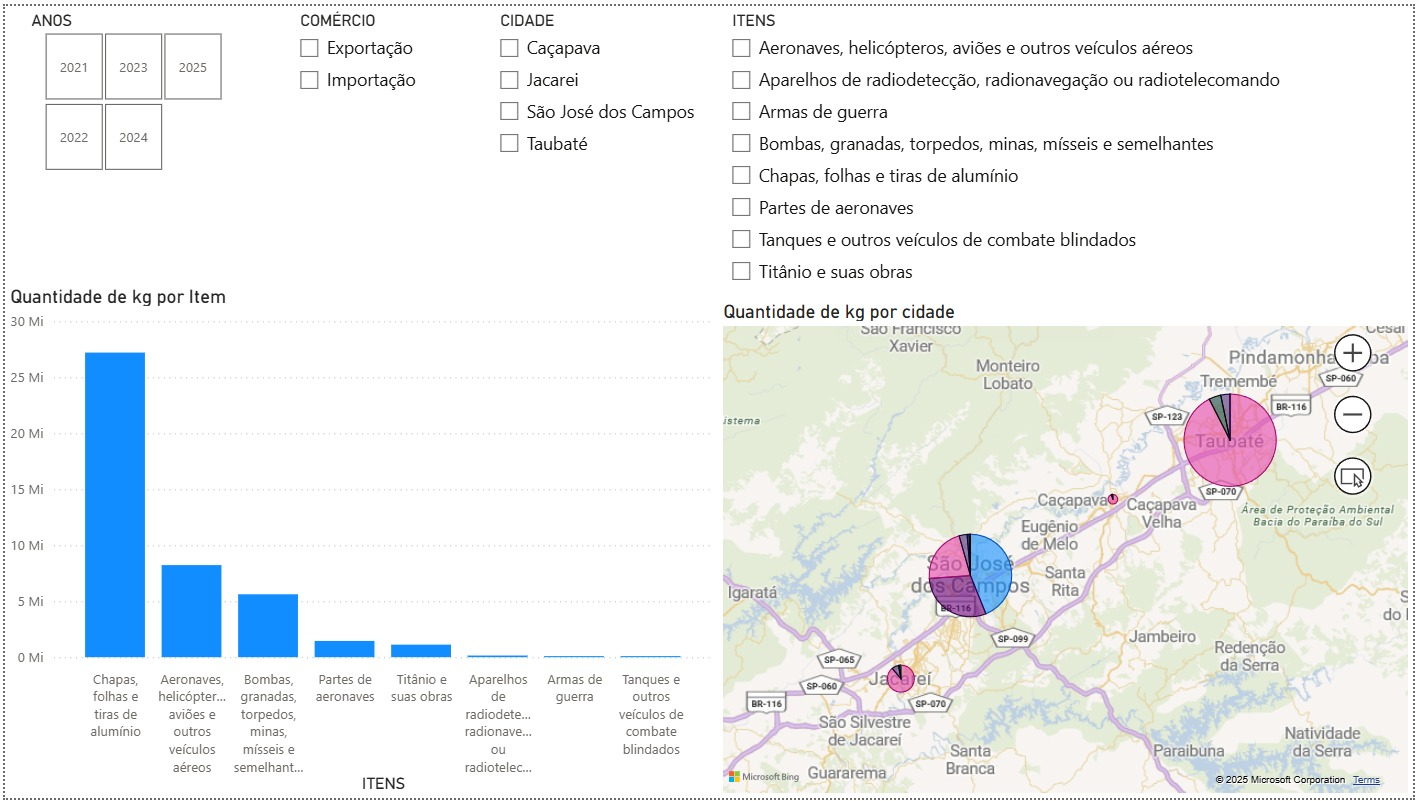 ANOS
2021
2023
2025
2022
2024
COMÉRCIO
Exportação
Importação
CIDADE
Caçapava
Jacarei
São José dos Campos
Taubaté
ITENS
Aeronaves, helicópteros, aviões e outros veículos aéreos
Aparelhos de radiodetecção, radionavegação ou radiotelecomando
Armas de guerra
Bombas, granadas, torpedos, minas, mísseis e semelhantes
Chapas, folhas e tiras de alumínio
Partes de aeronaves
Tanques e outros veículos de combate blindados
Titânio e suas obras
Quantidade de kg por Item
30 Mi
25 Mi
20 Mi
15 Mi
10 Mi
5 Mi
0 Mi
Chapas,
folhas e
tiras de
alumínio
Aeronaves,
helicópter...
aviões e
outros
veículos
aéreos
Bombas,
granadas,
torpedos,
minas,
mísseis e
semelhant...
Partes de
aeronaves
Titânio e
suas obras
Aparelhos
de
radiodete...
radionave...
ou
radiotelec...
Armas de
guerra
Tanques e
outros
veículos de
combate
blindados
ITENS
Quantidade de kg por cidade
São Francisco
Xavier
Monteiro
Lobato
Tremembé
SP-060
BR-116
SP-123
istema
Taubaté
SP-070
Caçapava
Caçapava
Velha
Área de Proteção Ambiental
Bacia do Paraíba do Sul
Eugênio
de Melo
São José
dos Campos
BR-116
Santa
Rita
Igaratá
SP-099
Jambeiro
Redenção
da Serra
SP-065
SP-060
Jacareí
SP-070
BR-116
São Silvestre
de Jacareí
Santa
Branca
Paraibuna
Natividade
da Serra
Guararema
Microsoft Bing
© 2025 Microsoft Corporation
Terms